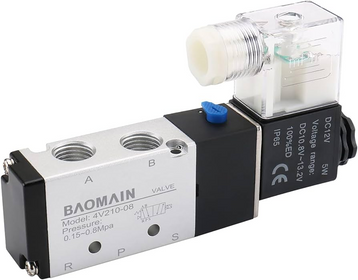 A B
BAOMAIN VALVE
Model: 4V210-08
Pressure:
0.15~0.8Mpa
R P S
DC12V 5W
Voltage range:
DC10.8V~13.2V
100%ED
IP65